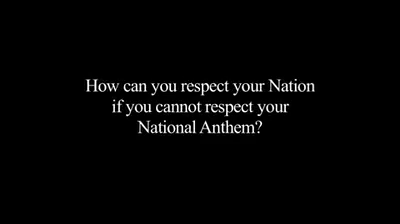 How can you respect your Nation
if you cannot respect your
National Anthem?